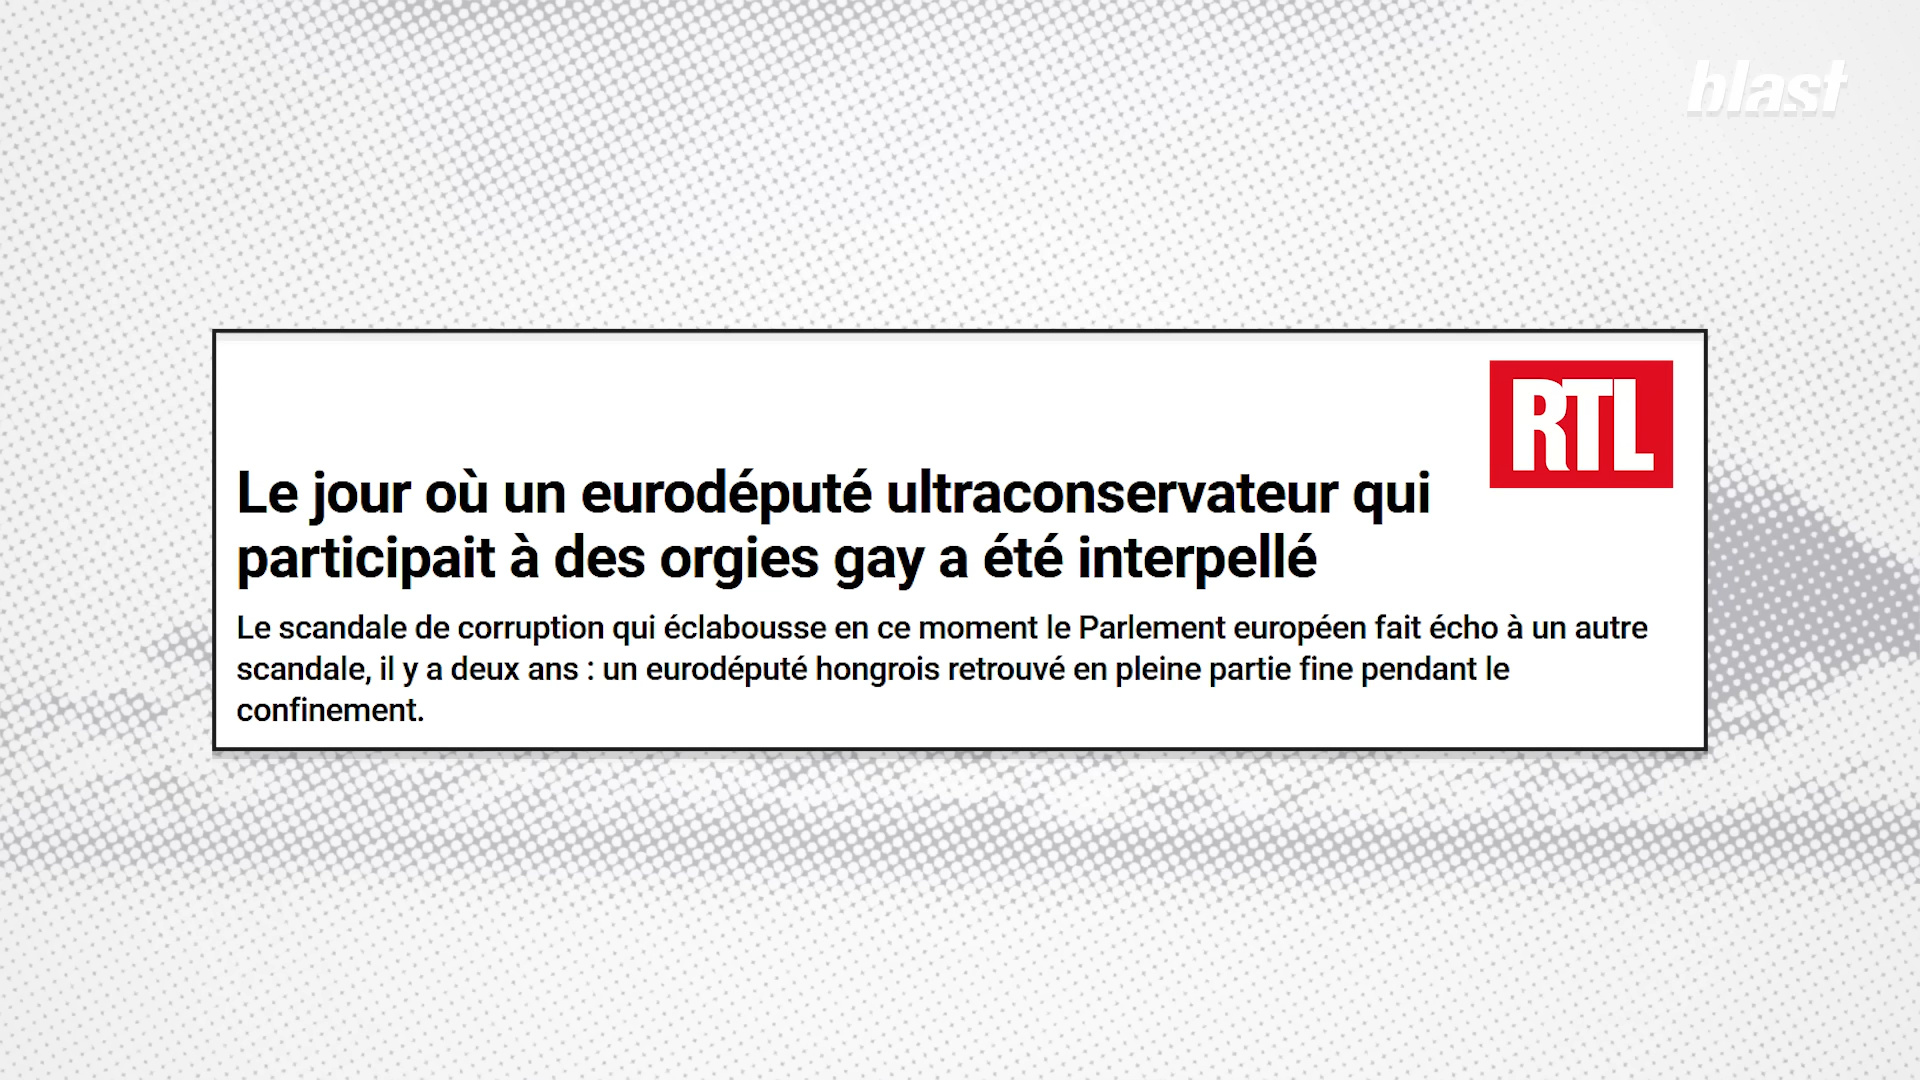 blast
RTL
Le jour où un eurodéputé ultraconservateur qui
participait à des orgies gay a été interpellé
Le scandale de corruption qui éclabousse en ce moment le Parlement européen fait écho à un autre
scandale, il y a deux ans : un eurodéputé hongrois retrouvé en pleine partie fine pendant le
confinement.